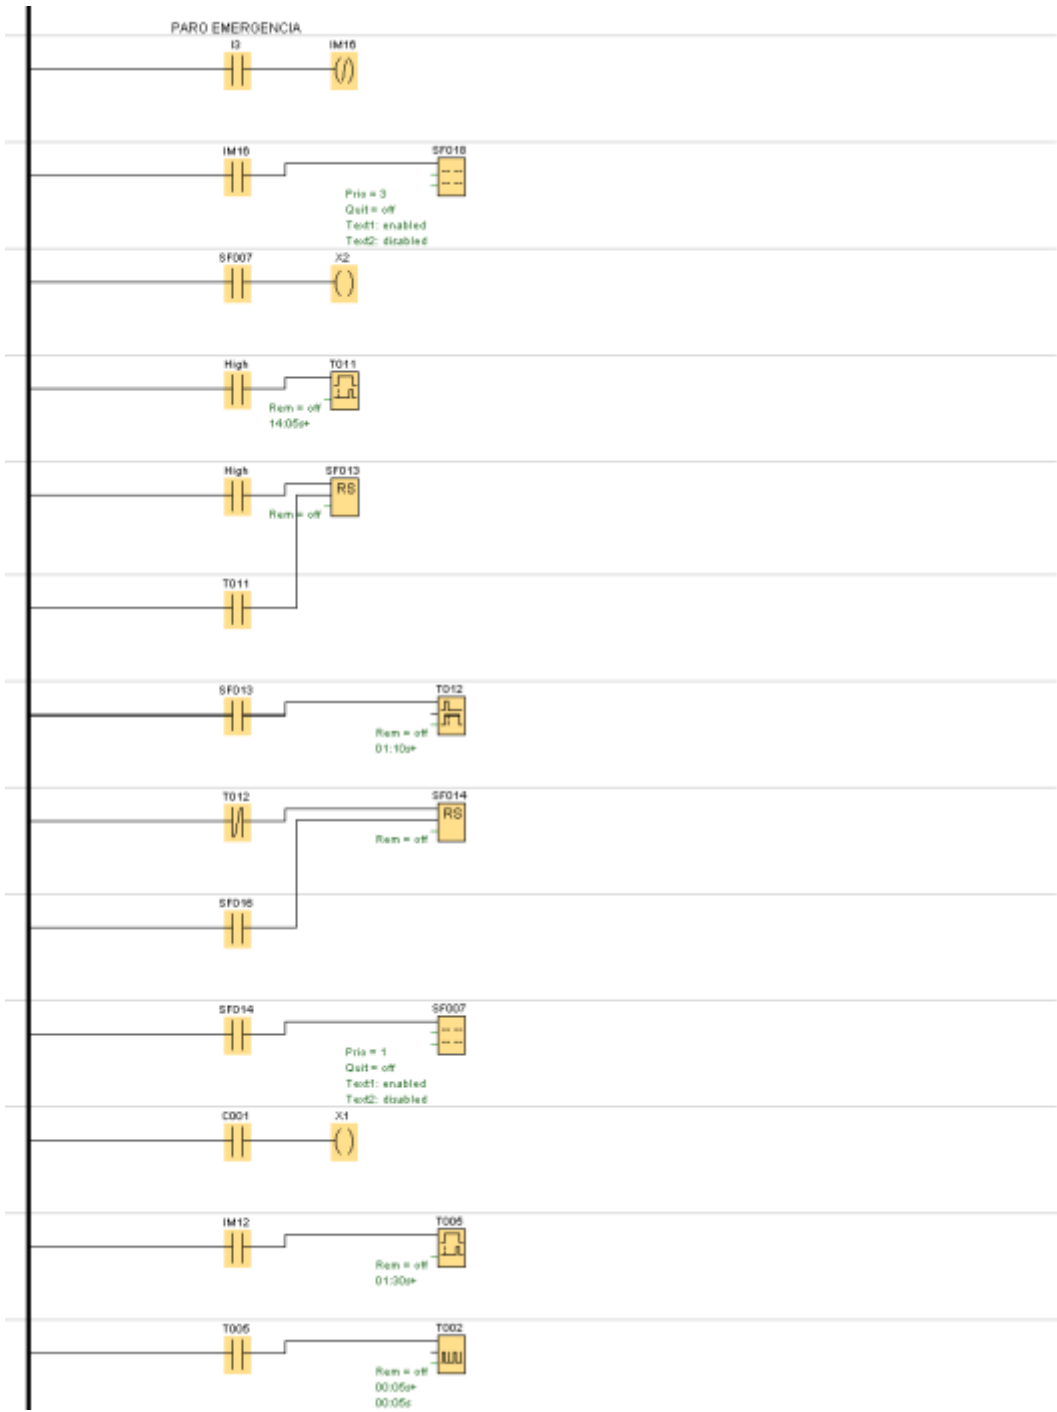 PARO EMERGENCIA
I3 IM16
IM16 SF018
Prio = 3
Quit = off
Text1: enabled
Text2: disabled
SF007 X2
High T011
Rem = off
14:05s+
High SF013
RS
Rem = off
T011
SF013 T012
Rem = off
01:10s+
T012 SF014
RS
Rem = off
SF016
SF014 SF007
Prio = 1
Quit = off
Text1: enabled
Text2: disabled
C001 X1
IM12 T005
Rem = off
01:30s+
T005 T002
Rem = off
00:05s+
00:05s